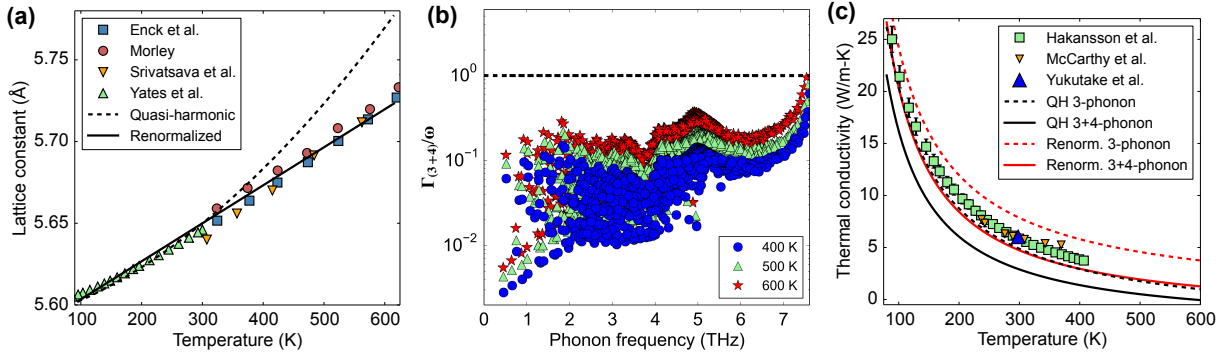 (a)
Enck et al.
Morley
Srivatsava et al.
Yates et al.
Quasi-harmonic
Renormalized
5.75
5.70
5.65
5.60
Lattice constant (Å)
100 200 300 400 500 600
Temperature (K)
(b)
10^0
10^-1
10^-2
Γ(3+4)/ω
400 K
500 K
600 K
0 1 2 3 4 5 6 7
Phonon frequency (THz)
(c)
Hakansson et al.
McCarthy et al.
Yukutake et al.
QH 3-phonon
QH 3+4-phonon
Renorm. 3-phonon
Renorm. 3+4-phonon
25
20
15
10
5
0
Thermal conductivity (W/m-K)
100 200 300 400 500 600
Temperature (K)